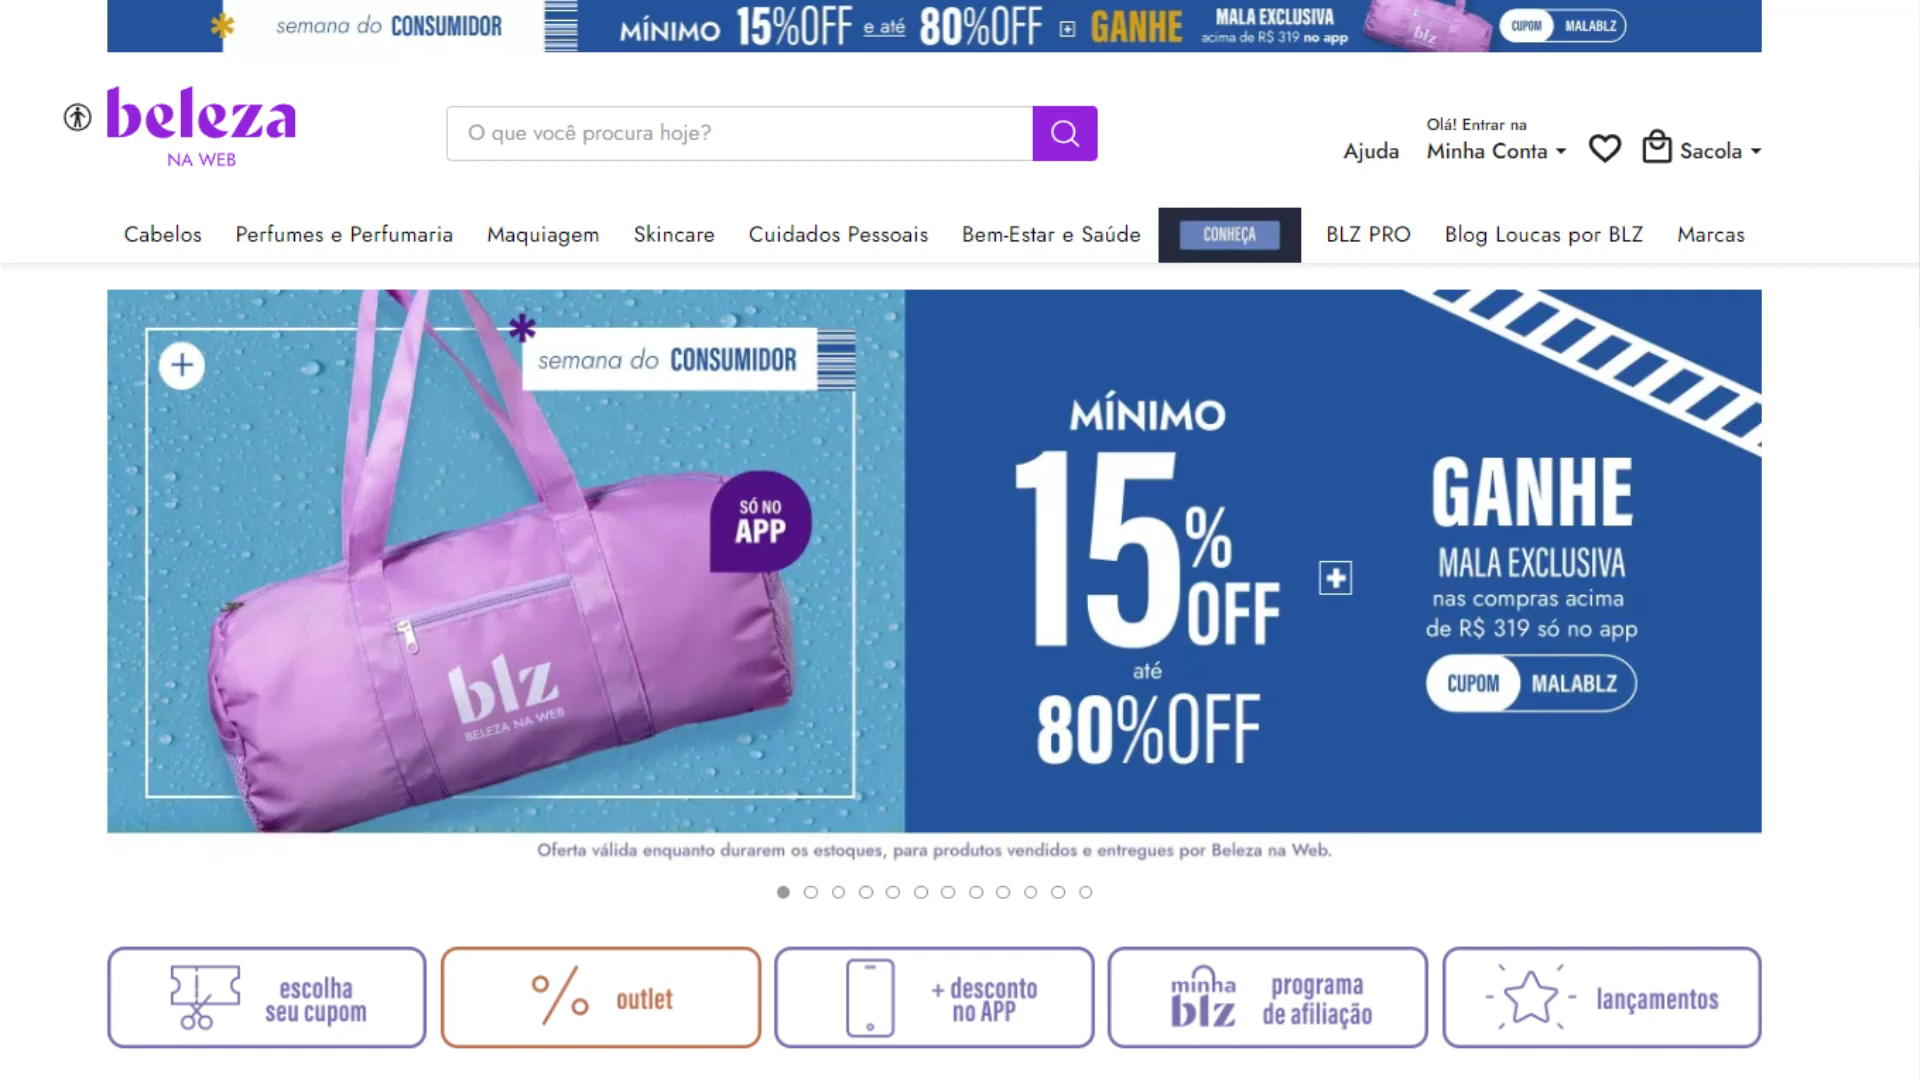 semana do CONSUMIDOR
MÍNIMO 15%OFF e até 80%OFF + GANHE MALA EXCLUSIVA
acima de R$ 319 no app
blz
CUPOM MALABLZ
beleza
NA WEB
O que você procura hoje?
Ajuda
Olá! Entrar na
Minha Conta
Sacola
Cabelos Perfumes e Perfumaria Maquiagem Skincare Cuidados Pessoais Bem-Estar e Saúde CONHEÇA BLZ PRO Blog Loucas por BLZ Marcas
semana do CONSUMIDOR
SÓ NO
APP
blz
BELEZA NA WEB
MÍNIMO
15%
OFF
até
80%OFF
+
GANHE
MALA EXCLUSIVA
nas compras acima
de R$ 319 só no app
CUPOM MALABLZ
Oferta válida enquanto durarem os estoques, para produtos vendidos e entregues por Beleza na Web.
escolha
seu cupom
% outlet
+ desconto
no APP
minha
blz
programa
de afiliação
lançamentos